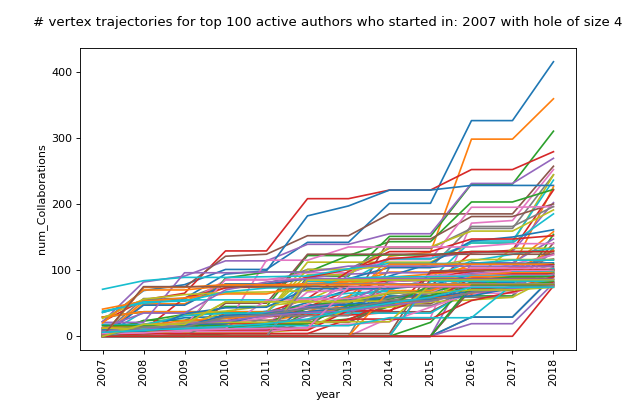 # vertex trajectories for top 100 active authors who started in: 2007 with hole of size 4
400
300
200
100
0
num_Collaborations
2007 2008 2009 2010 2011 2012 2013 2014 2015 2016 2017 2018
year